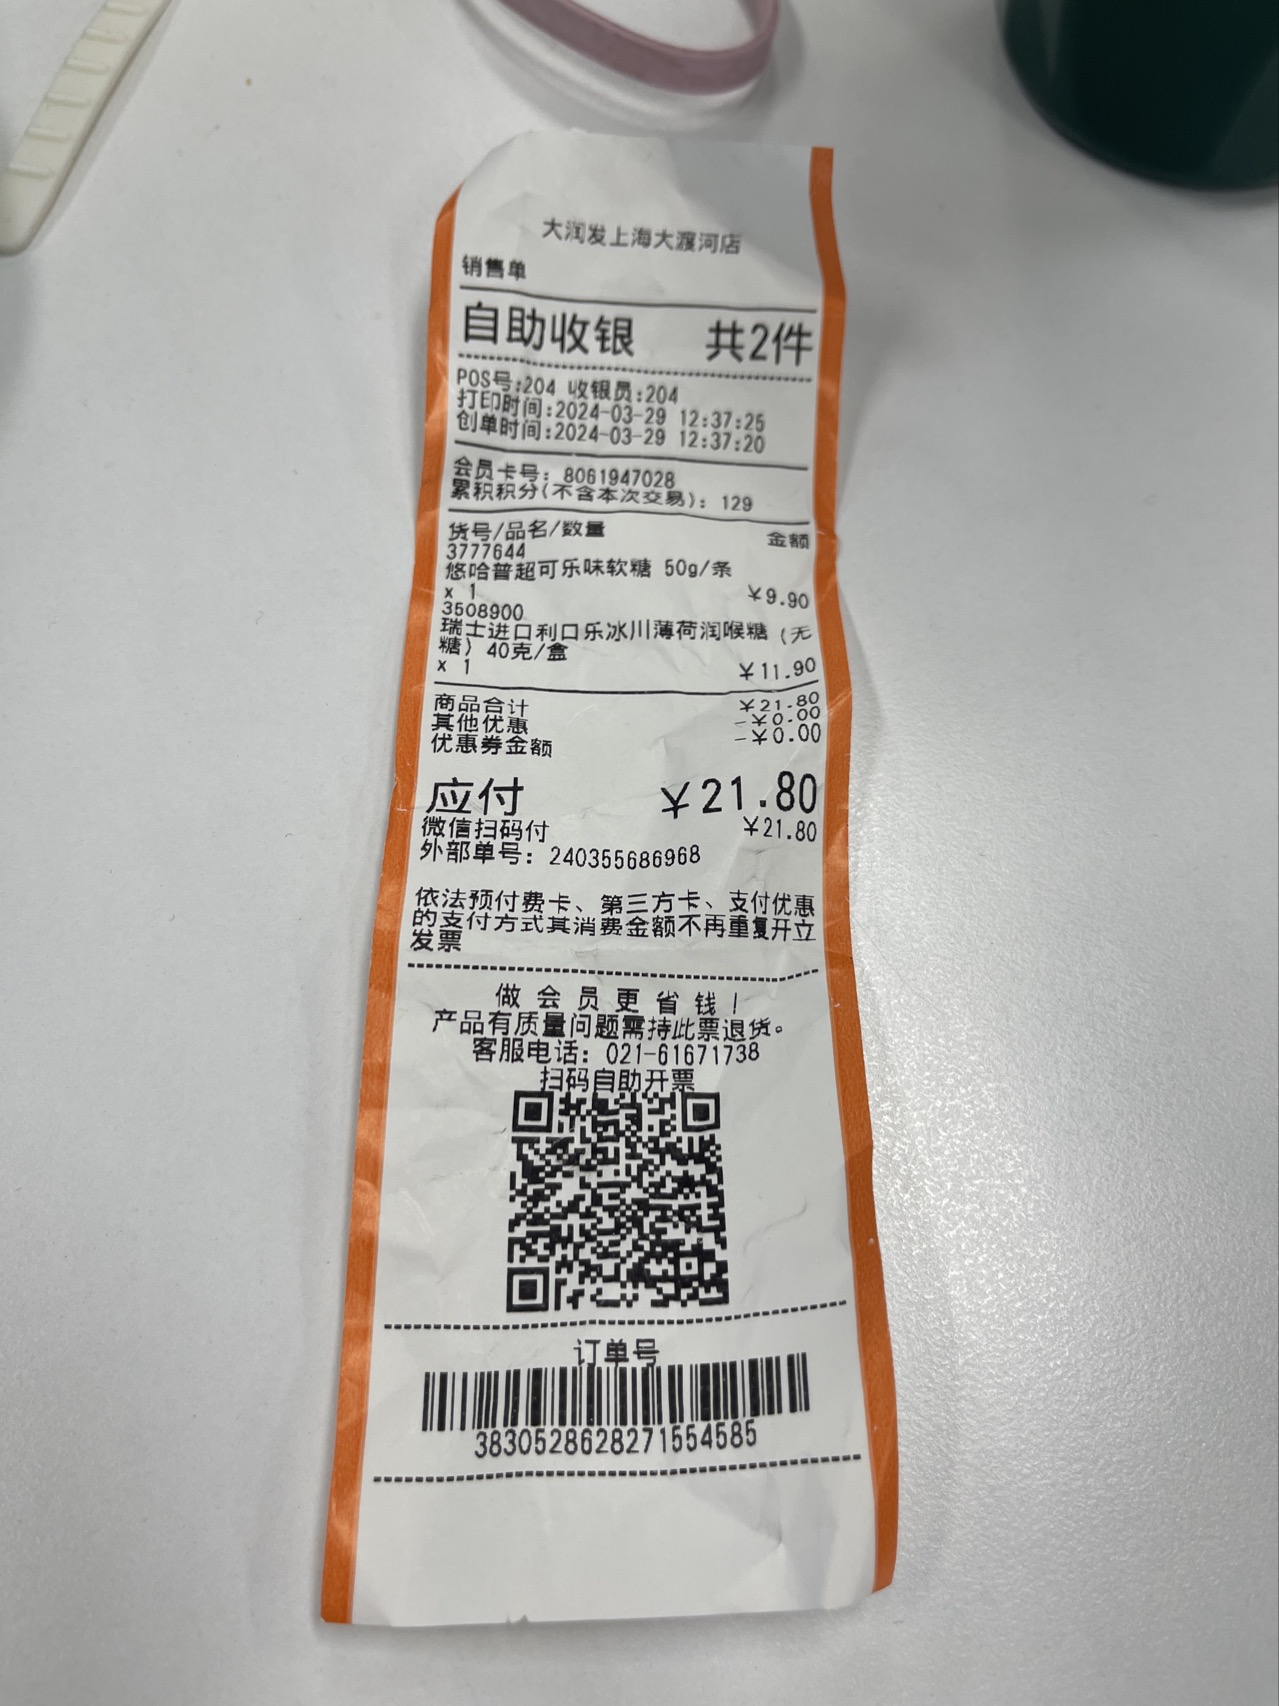 大润发上海大渡河店
销售单
自助收银 共2件
POS号:204 收银员:204
打印时间:2024-03-29 12:37:25
创单时间:2024-03-29 12:37:20
会员卡号: 8061947028
累积积分(不含本次交易): 129
货号/品名/数量 金额
3777644
悠哈普超可乐味软糖 50g/条
x 1 ¥9.90
3508900
瑞士进口利口乐冰川薄荷润喉糖 (无
糖) 40克/盒
x 1 ¥11.90
商品合计 ¥21.80
其他优惠 -¥0.00
优惠券金额 -¥0.00
应付 ¥21.80
微信扫码付 ¥21.80
外部单号: 240355686968
依法预付费卡、第三方卡、支付优惠
的支付方式其消费金额不再重复开立
发票
做会员更省钱!
产品有质量问题需持此票退货。
客服电话: 021-61671738
扫码自助开票
订单号
3830528628271554585